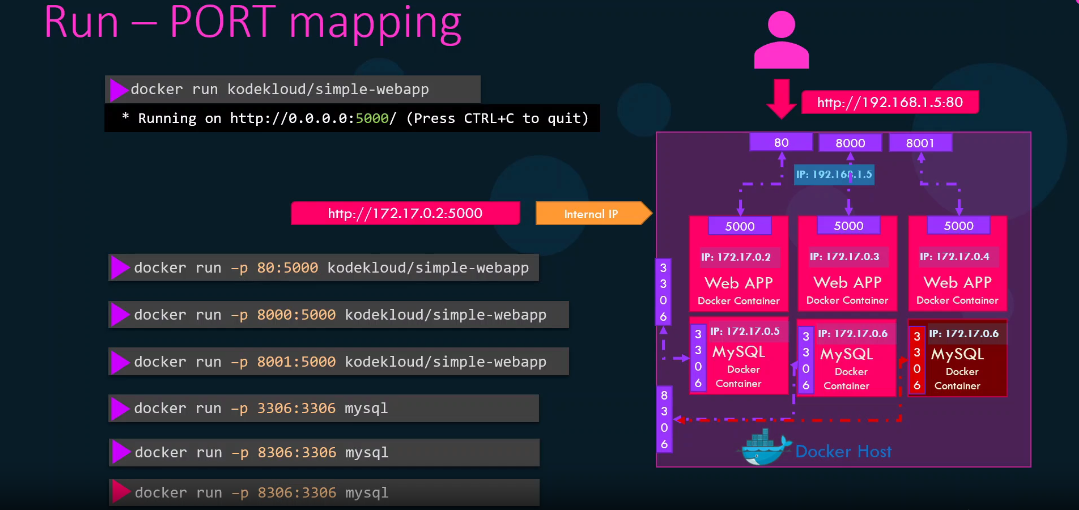 Run – PORT mapping
docker run kodekloud/simple-webapp
* Running on http://0.0.0.0:5000/ (Press CTRL+C to quit)
http://192.168.1.5:80
80
8000
8001
IP: 192.168.1.5
http://172.17.0.2:5000
Internal IP
5000
5000
5000
IP: 172.17.0.2
IP: 172.17.0.3
IP: 172.17.0.4
Web APP
Docker Container
Web APP
Docker Container
Web APP
Docker Container
docker run -p 80:5000 kodekloud/simple-webapp
docker run -p 8000:5000 kodekloud/simple-webapp
docker run -p 8001:5000 kodekloud/simple-webapp
docker run -p 3306:3306 mysql
docker run -p 8306:3306 mysql
docker run -p 8306:3306 mysql
3306
8306
3306
IP: 172.17.0.5
MySQL
Docker
Container
3306
IP: 172.17.0.6
MySQL
Docker
Container
3306
IP: 172.17.0.6
MySQL
Docker
Container
Docker Host